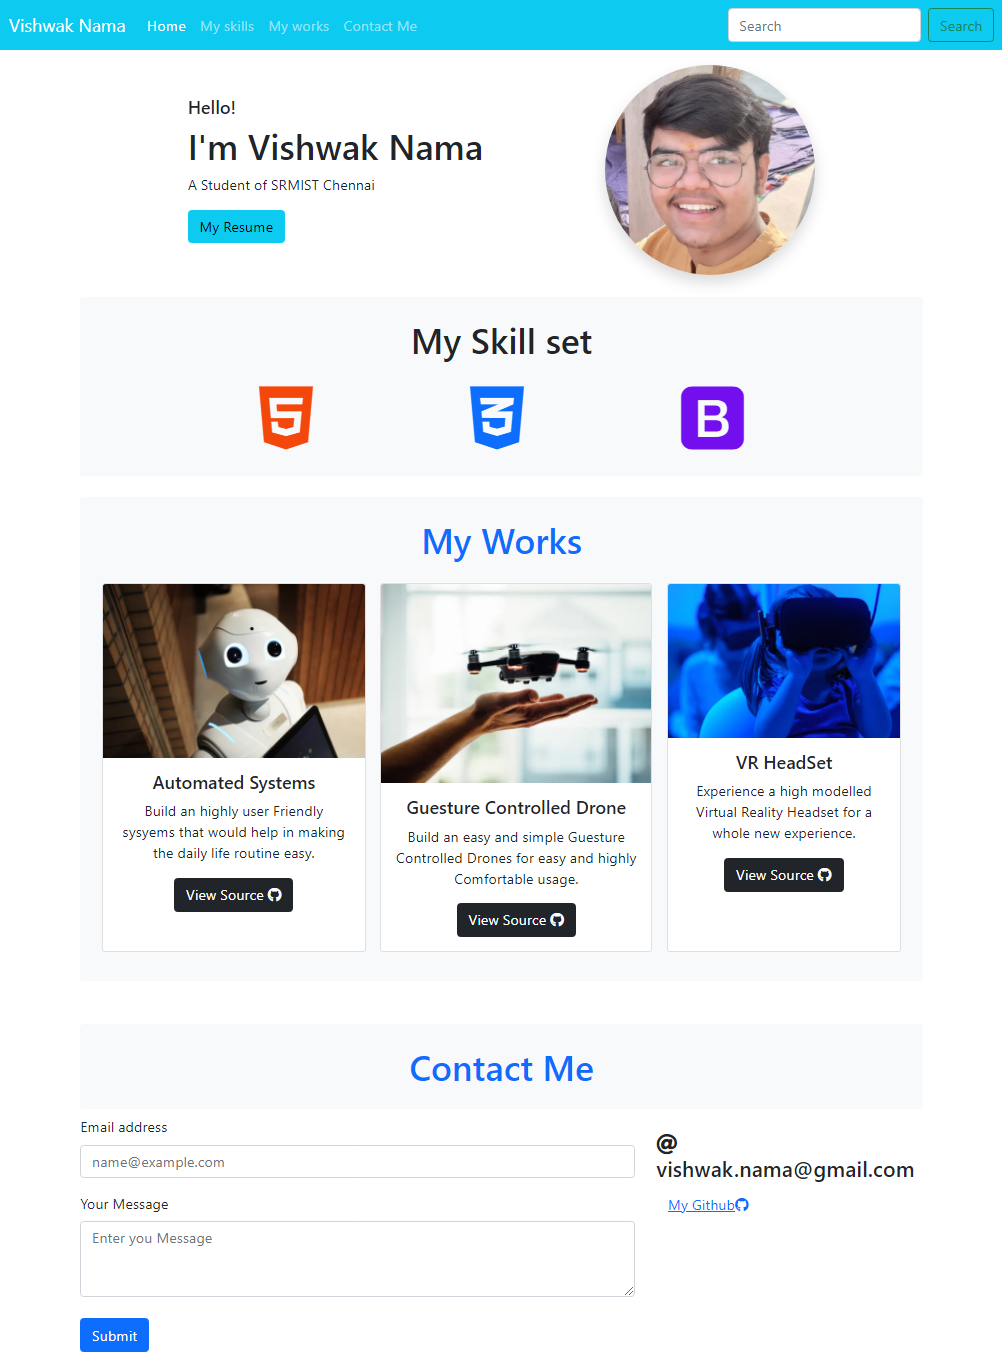 Vishwak Nama Home My skills My works Contact Me Search Search
Hello!
I'm Vishwak Nama
A Student of SRMIST Chennai
My Resume
My Skill set
5 3 B
My Works
Automated Systems
Build an highly user Friendly
sysyems that would help in making
the daily life routine easy.
View Source
Guesture Controlled Drone
Build an easy and simple Guesture
Controlled Drones for easy and highly
Comfortable usage.
View Source
VR HeadSet
Experience a high modelled
Virtual Reality Headset for a
whole new experience.
View Source
Contact Me
Email address
name@example.com
Your Message
Enter you Message
Submit
@
vishwak.nama@gmail.com
My Github